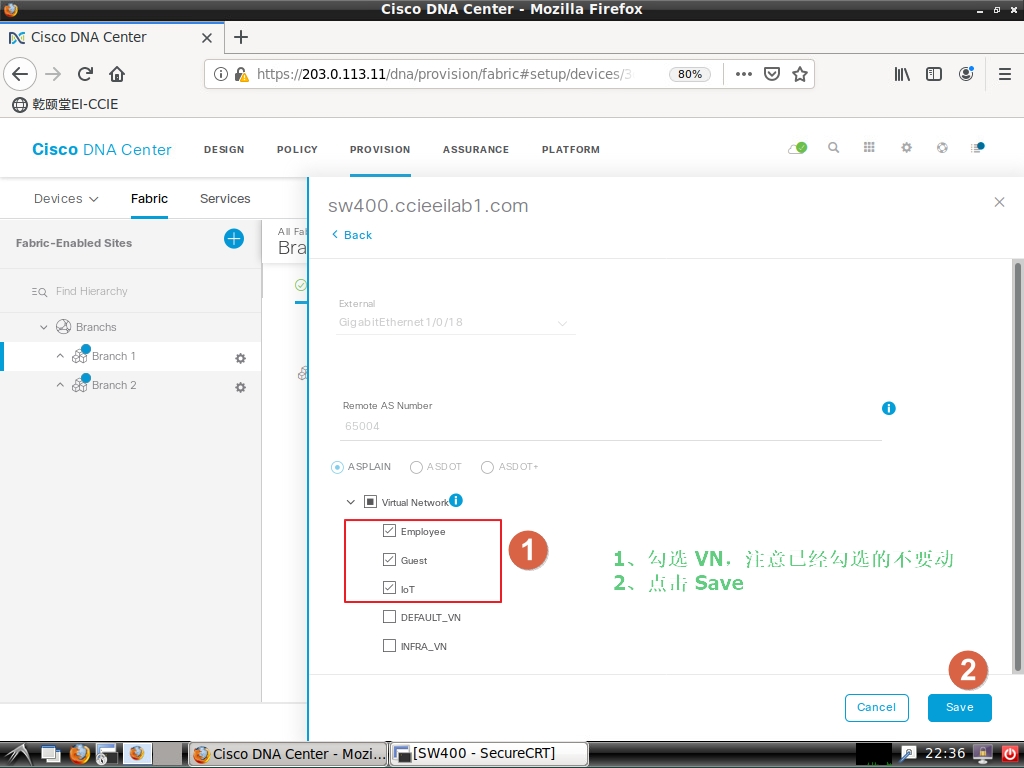 Cisco DNA Center - Mozilla Firefox
Cisco DNA Center
https://203.0.113.11/dna/provision/fabric#setup/devices/3
80%
乾颐堂EI-CCIE
Cisco DNA Center
DESIGN
POLICY
PROVISION
ASSURANCE
PLATFORM
Devices
Fabric
Services
sw400.ccieeilab1.com
Back
Fabric-Enabled Sites
All Fa
Bra
Find Hierarchy
Branchs
Branch 1
Branch 2
External
GigabitEthernet1/0/18
Remote AS Number
65004
ASPLAIN
ASDOT
ASDOT+
Virtual Network
Employee
Guest
IoT
DEFAULT_VN
INFRA_VN
1
1、勾选 VN，注意已经勾选的不要动
2、点击 Save
2
Cancel
Save
Cisco DNA Center - Mozi...
[SW400 - SecureCRT]
22:36